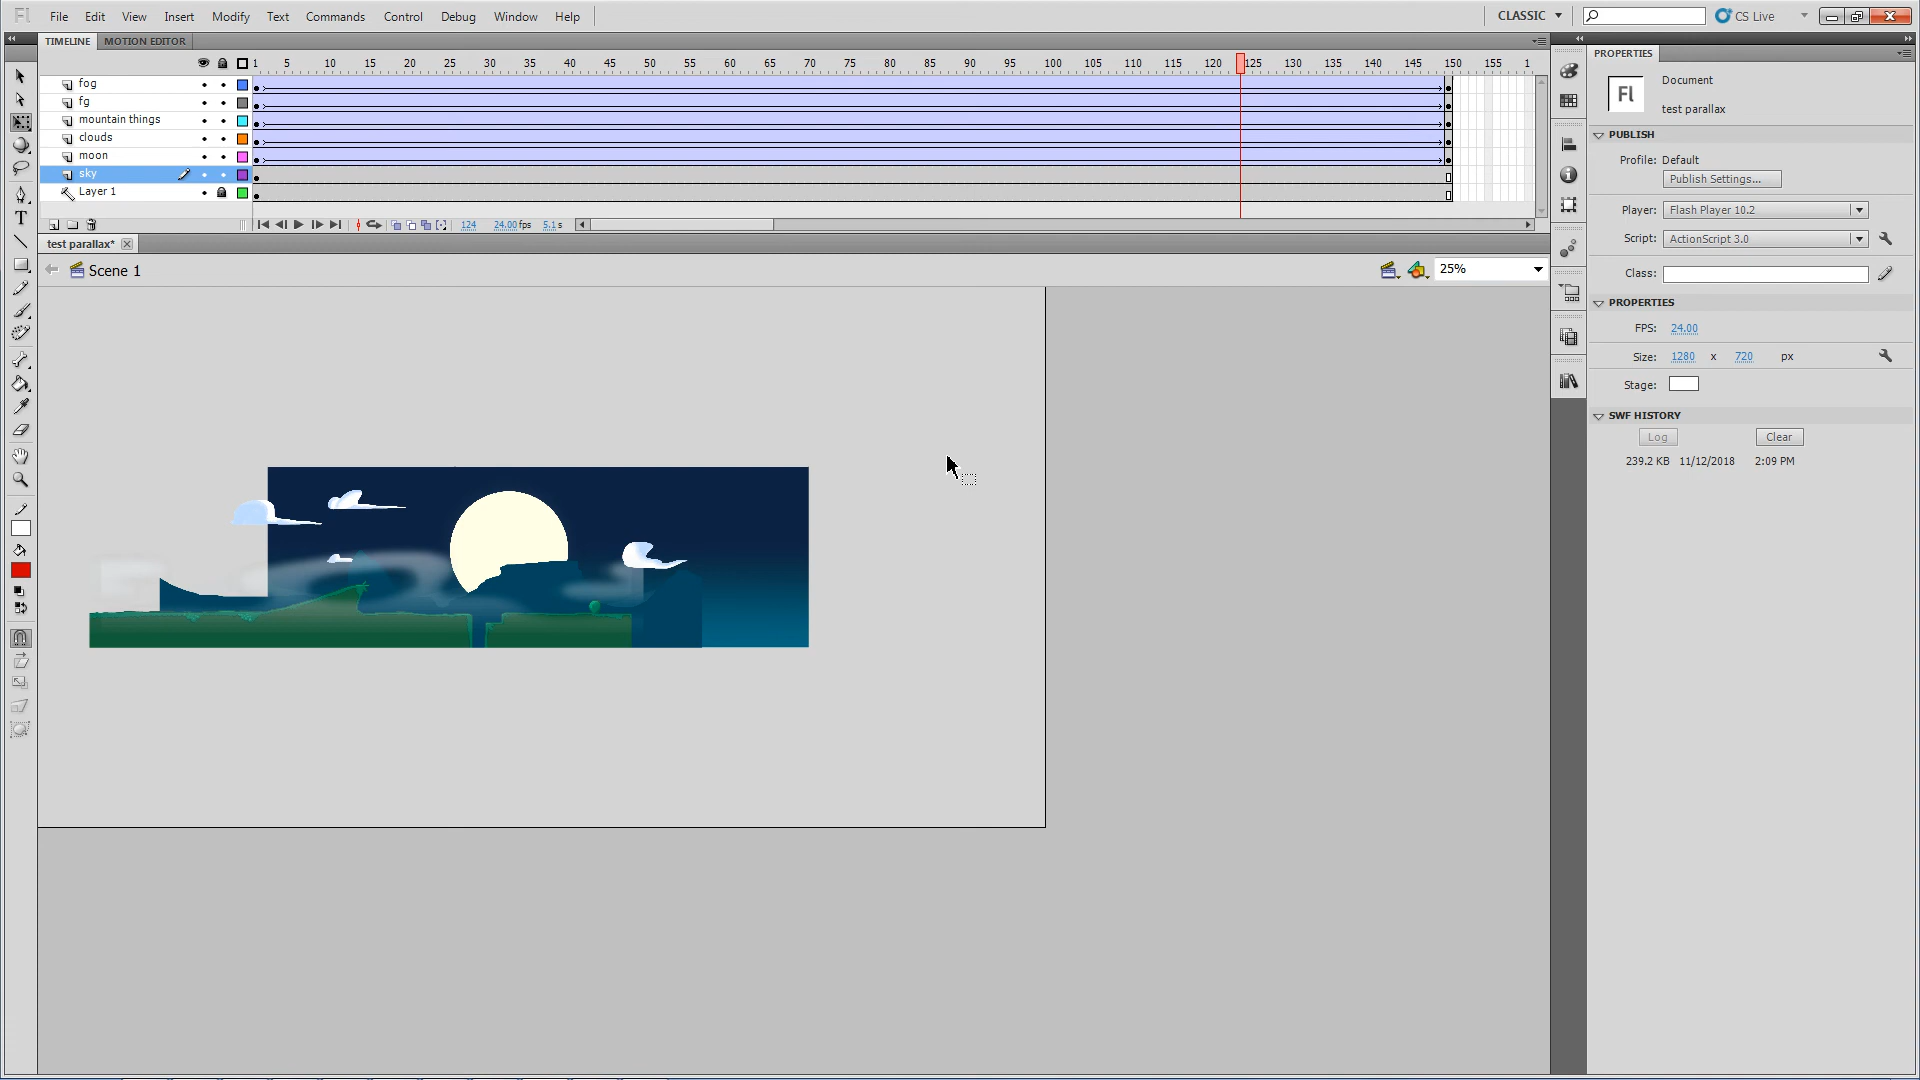 Fl File Edit View Insert Modify Text Commands Control Debug Window Help CLASSIC CS Live
TIMELINE MOTION EDITOR
1 5 10 15 20 25 30 35 40 45 50 55 60 65 70 75 80 85 90 95 100 105 110 115 120 125 130 135 140 145 150 155 1
fog
fg
mountain things
clouds
moon
sky
Layer 1
124 24.00 fps 5.1 s
test parallax*
Scene 1
25%
T
PROPERTIES
Fl
Document
test parallax
PUBLISH
Profile: Default
Publish Settings...
Player: Flash Player 10.2
Script: ActionScript 3.0
Class:
PROPERTIES
FPS: 24.00
Size: 1280 x 720 px
Stage:
SWF HISTORY
Log Clear
239.2 KB 11/12/2018 2:09 PM